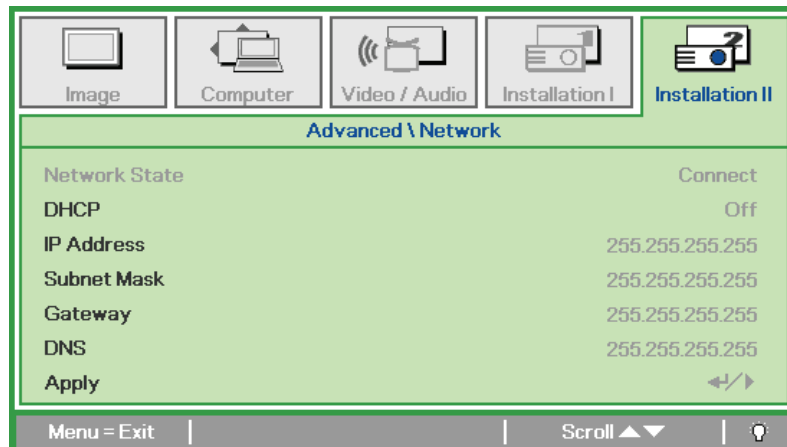 Image
Computer
Video / Audio
Installation I
Installation II
Advanced \ Network
Network State Connect
DHCP Off
IP Address 255.255.255.255
Subnet Mask 255.255.255.255
Gateway 255.255.255.255
DNS 255.255.255.255
Apply
Menu = Exit Scroll ▲▼